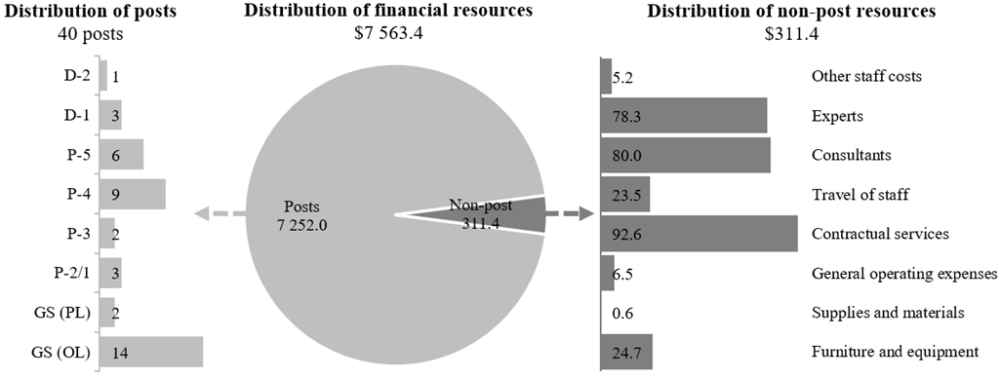 Distribution of posts
40 posts
D-2 1
D-1 3
P-5 6
P-4 9
P-3 2
P-2/1 3
GS (PL) 2
GS (OL) 14
Distribution of financial resources
$7 563.4
Posts
7 252.0
Non-post
311.4
Distribution of non-post resources
$311.4
5.2 Other staff costs
78.3 Experts
80.0 Consultants
23.5 Travel of staff
92.6 Contractual services
6.5 General operating expenses
0.6 Supplies and materials
24.7 Furniture and equipment